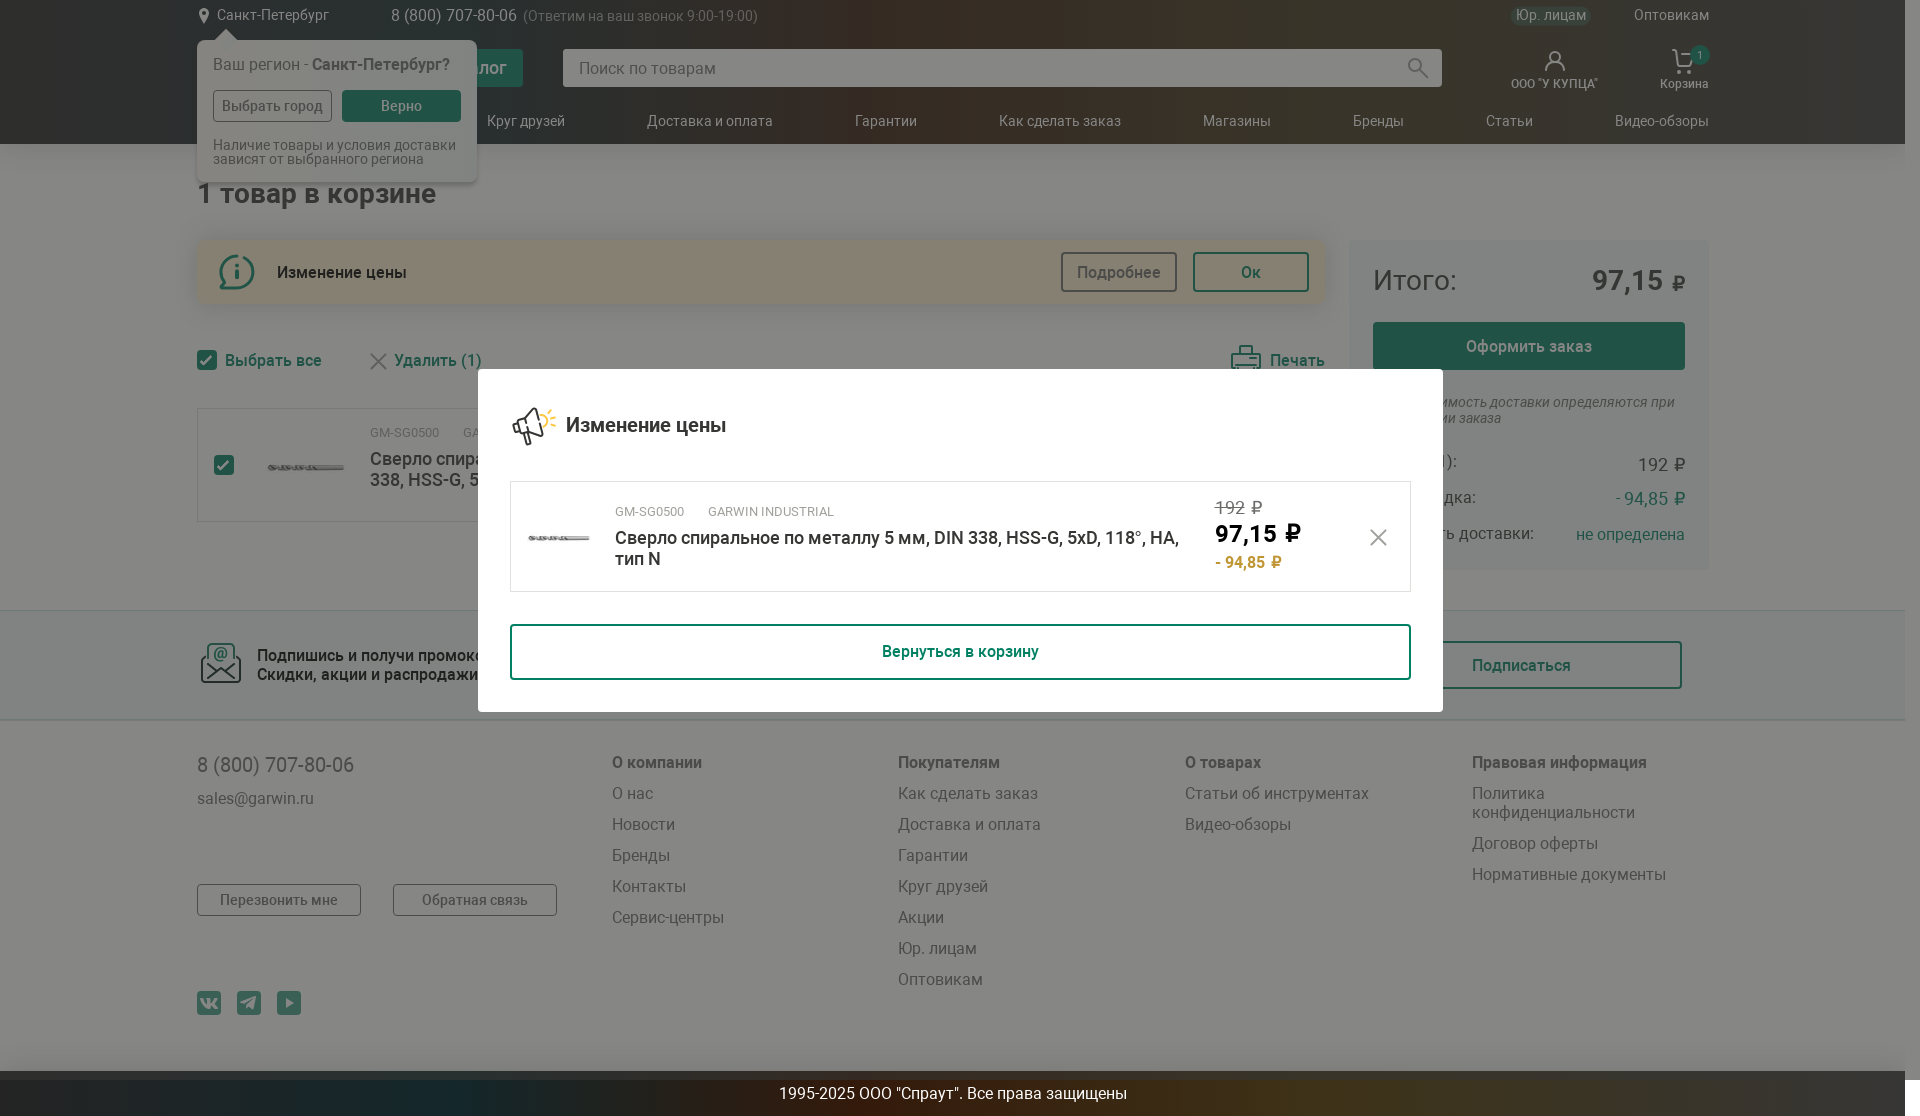 Санкт-Петербург
8 (800) 707-80-06 (Ответим на ваш звонок 9:00-19:00)
Юр. лицам
Оптовикам
Ваш регион - Санкт-Петербург?
Выбрать город
Верно
Наличие товары и условия доставки
зависят от выбранного региона
Поиск по товарам
ООО "У КУПЦА"
1
Корзина
Круг друзей
Доставка и оплата
Гарантии
Как сделать заказ
Магазины
Бренды
Статьи
Видео-обзоры
1 товар в корзине
Изменение цены
Подробнее
Ок
Итого:
97,15 ₽
Оформить заказ
Выбрать все
Удалить (1)
Печать
GM-SG0500
Сверло
338, HSS-G,
доставки определяются при
заказа
192 ₽
- 94,85 ₽
доставки:
не определена
Изменение цены
GM-SG0500 GARWIN INDUSTRIAL
Сверло спиральное по металлу 5 мм, DIN 338, HSS-G, 5xD, 118°, HA,
тип N
192 ₽
97,15 ₽
- 94,85 ₽
Вернуться в корзину
Подпишись и получи
Скидки, акции и распродажи
Подписаться
8 (800) 707-80-06
sales@garwin.ru
Перезвонить мне
Обратная связь
О компании
О нас
Новости
Бренды
Контакты
Сервис-центры
Покупателям
Как сделать заказ
Доставка и оплата
Гарантии
Круг друзей
Акции
Юр. лицам
Оптовикам
О товарах
Статьи об инструментах
Видео-обзоры
Правовая информация
Политика
конфиденциальности
Договор оферты
Нормативные документы
1995-2025 ООО "Спраут". Все права защищены